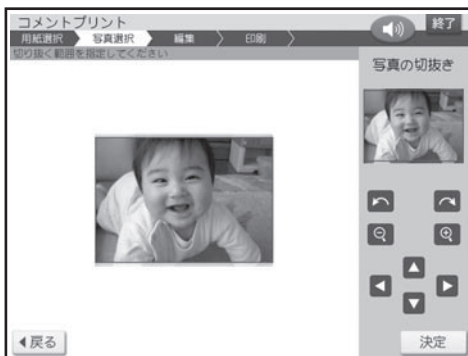 コメントプリント
終了
用紙選択 写真選択 編集 印刷
切り抜く範囲を指定してください
写真の切抜き
戻る
決定